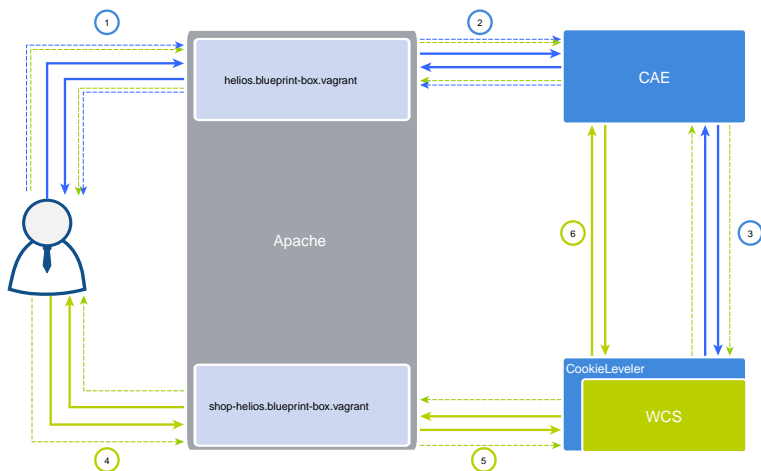 1
2
helios.blueprint-box.vagrant
CAE
Apache
6
3
CookieLeveler
shop-helios.blueprint-box.vagrant
WCS
4
5